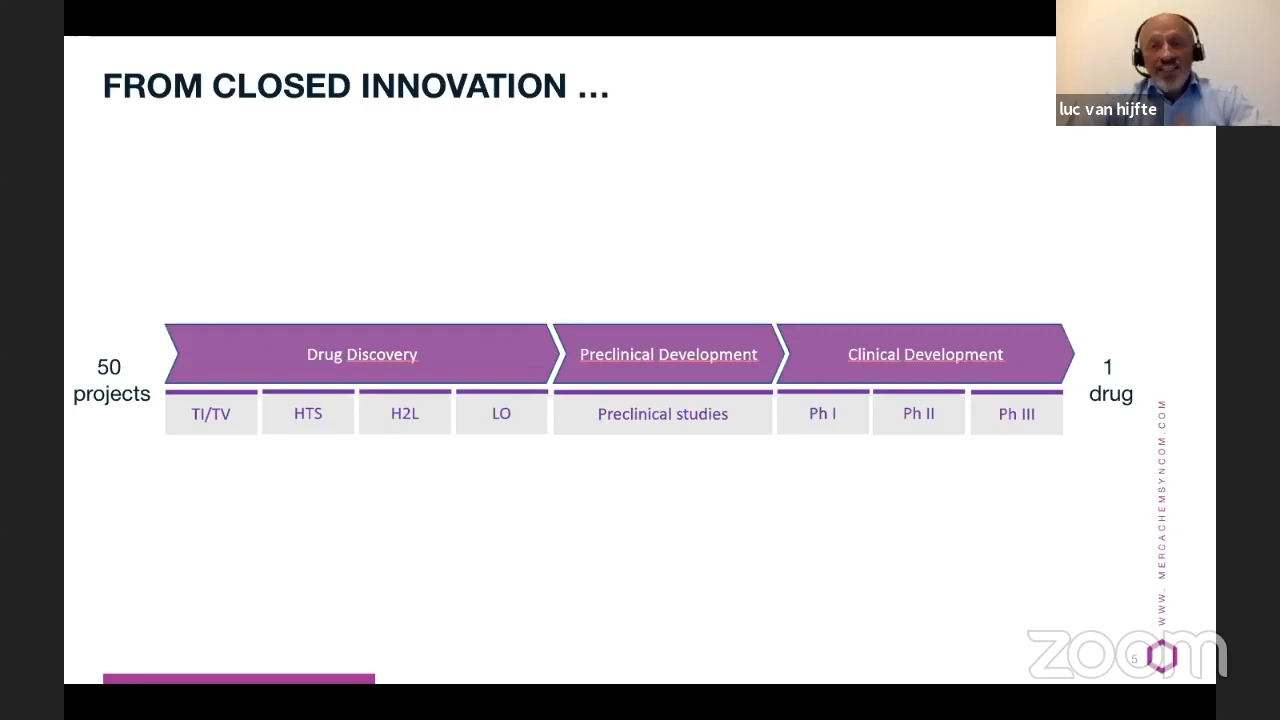 FROM CLOSED INNOVATION ...
luc van hijfte
50
projects
Drug Discovery
Preclinical Development
Clinical Development
1
drug
TI/TV
HTS
H2L
LO
Preclinical studies
Ph I
Ph II
Ph III
WWW. MERCACHEMSYNCOM.COM
zoom
5